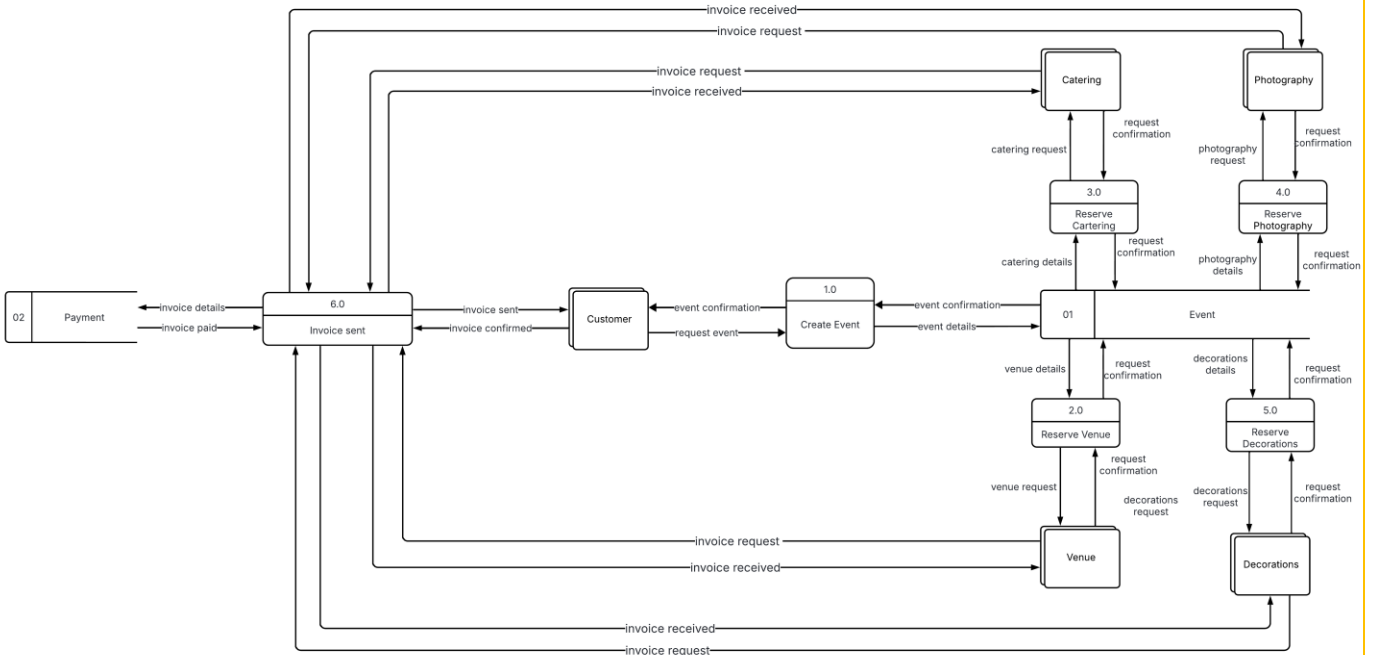 invoice received
invoice request
invoice request
invoice received
Catering
Photography
request
confirmation
catering request
request
confirmation
photography
request
3.0
Reserve
Cartering
4.0
Reserve
Photography
request
confirmation
catering details
request
confirmation
photography
details
02
Payment
invoice details
invoice paid
6.0
Invoice sent
invoice sent
invoice confirmed
Customer
event confirmation
request event
1.0
Create Event
event confirmation
event details
01
Event
venue details
request
confirmation
decorations
details
request
confirmation
2.0
Reserve Venue
5.0
Reserve
Decorations
request
confirmation
venue request
decorations
request
decorations
request
request
confirmation
invoice request
invoice received
Venue
Decorations
invoice received
invoice request